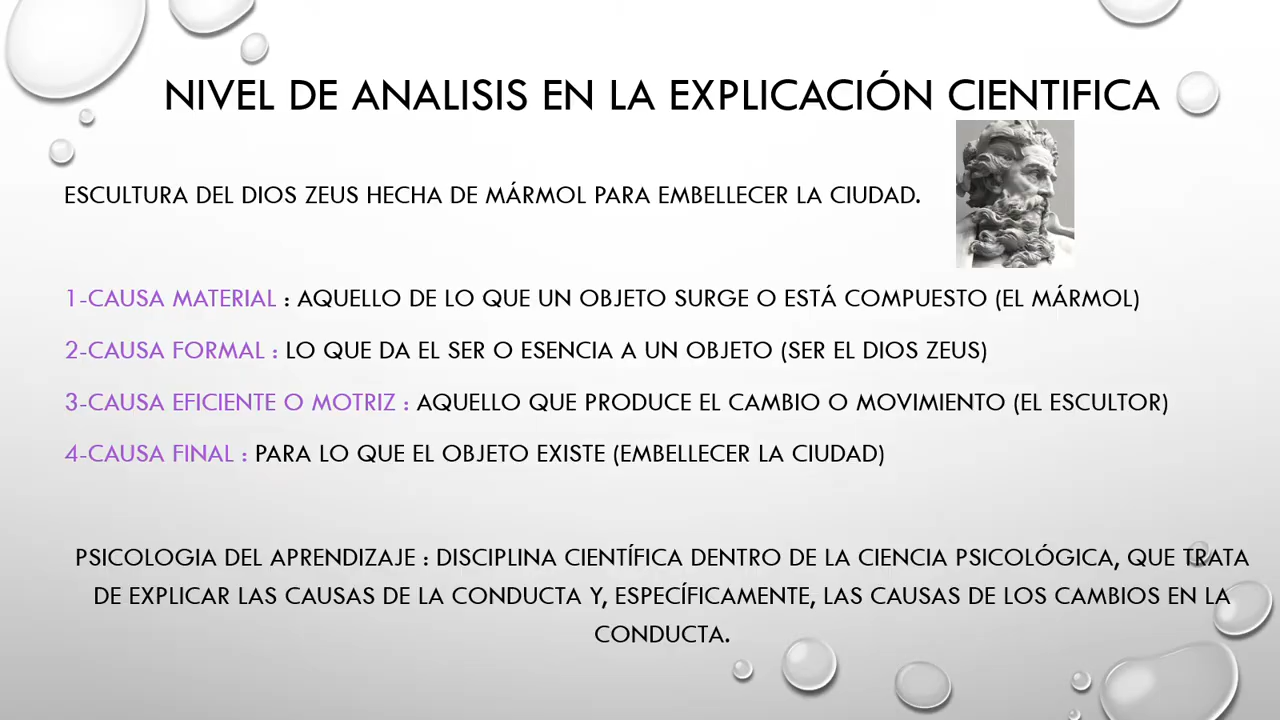 NIVEL DE ANALISIS EN LA EXPLICACIÓN CIENTIFICA
ESCULTURA DEL DIOS ZEUS HECHA DE MÁRMOL PARA EMBELLECER LA CIUDAD.
1-CAUSA MATERIAL : AQUELLO DE LO QUE UN OBJETO SURGE O ESTÁ COMPUESTO (EL MÁRMOL)
2-CAUSA FORMAL : LO QUE DA EL SER O ESENCIA A UN OBJETO (SER EL DIOS ZEUS)
3-CAUSA EFICIENTE O MOTRIZ : AQUELLO QUE PRODUCE EL CAMBIO O MOVIMIENTO (EL ESCULTOR)
4-CAUSA FINAL : PARA LO QUE EL OBJETO EXISTE (EMBELLECER LA CIUDAD)
PSICOLOGIA DEL APRENDIZAJE : DISCIPLINA CIENTÍFICA DENTRO DE LA CIENCIA PSICOLÓGICA, QUE TRATA
DE EXPLICAR LAS CAUSAS DE LA CONDUCTA Y, ESPECÍFICAMENTE, LAS CAUSAS DE LOS CAMBIOS EN LA
CONDUCTA.